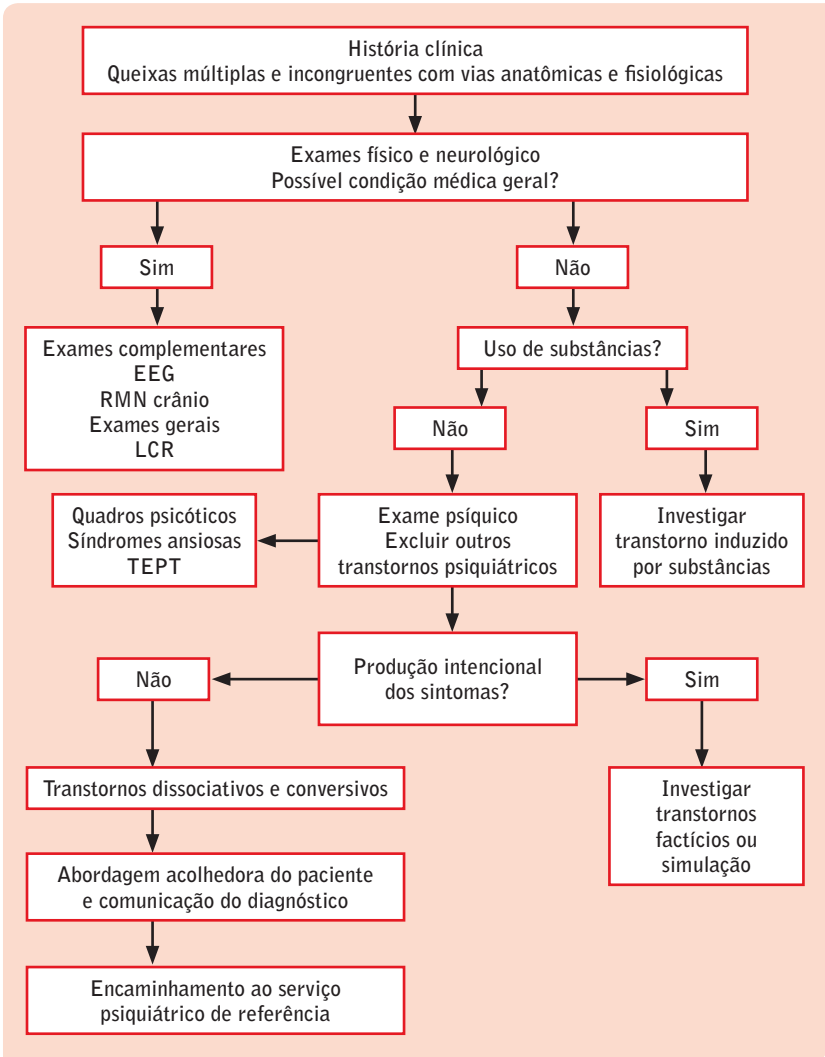 História clínica
Queixas múltiplas e incongruentes com vias anatômicas e fisiológicas
Exames físico e neurológico
Possível condição médica geral?
Sim
Não
Exames complementares
EEG
RMN crânio
Exames gerais
LCR
Uso de substâncias?
Não
Sim
Quadros psicóticos
Síndromes ansiosas
TEPT
Exame psíquico
Excluir outros
transtornos psiquiátricos
Investigar
transtorno induzido
por substâncias
Não
Produção intencional
dos sintomas?
Sim
Transtornos dissociativos e conversivos
Investigar
transtornos
factícios ou
simulação
Abordagem acolhedora do paciente
e comunicação do diagnóstico
Encaminhamento ao serviço
psiquiátrico de referência